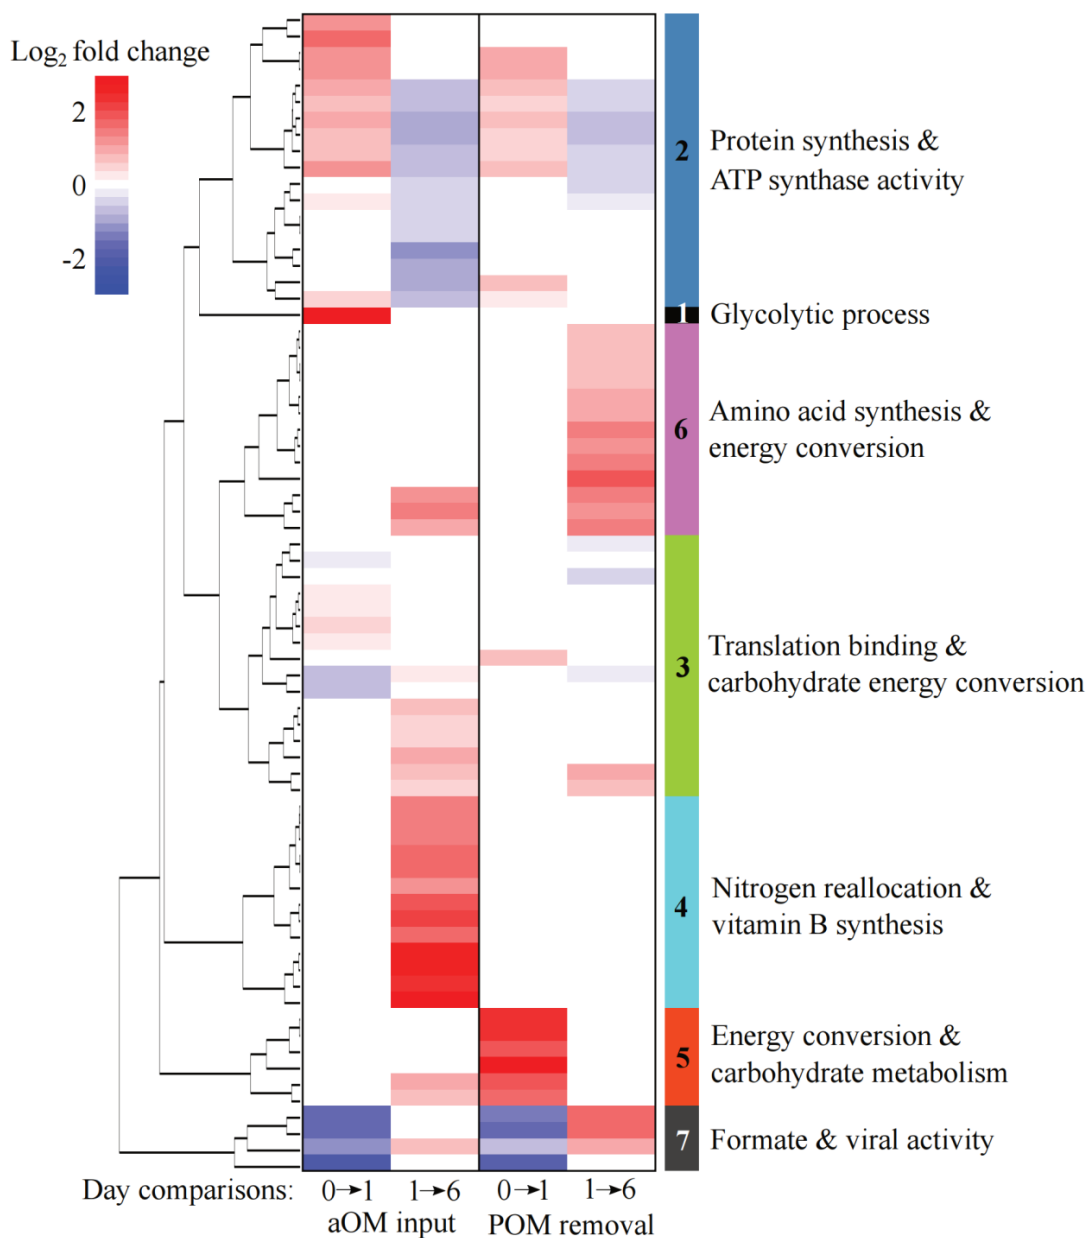 Log₂ fold change
2
0
-2
2
Protein synthesis &
ATP synthase activity
1
Glycolytic process
6
Amino acid synthesis &
energy conversion
3
Translation binding &
carbohydrate energy conversion
4
Nitrogen reallocation &
vitamin B synthesis
5
Energy conversion &
carbohydrate metabolism
7
Formate & viral activity
Day comparisons: 0→1 1→6 0→1 1→6
aOM input POM removal